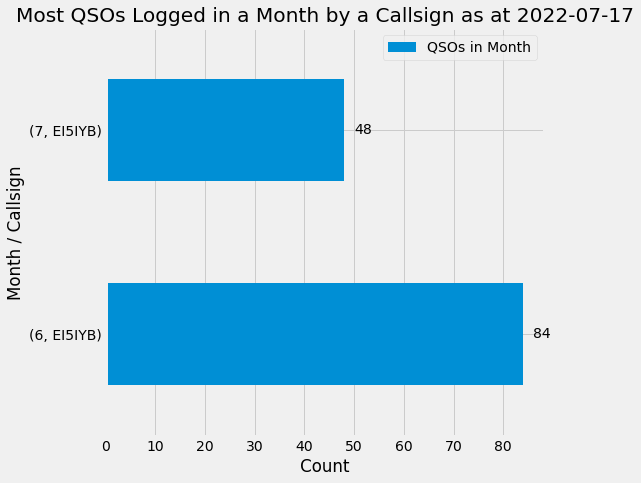 Most QSOs Logged in a Month by a Callsign as at 2022-07-17
QSOs in Month
(7, EI5IYB)
48
Month / Callsign
(6, EI5IYB)
84
0 10 20 30 40 50 60 70 80
Count